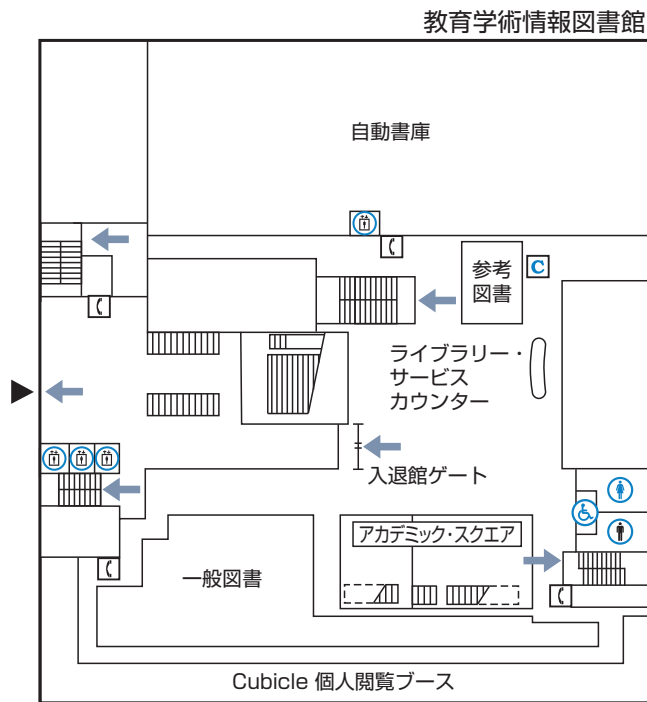 教育学術情報図書館
自動書庫
参考
図書
C
ライブラリー・
サービス
カウンター
入退館ゲート
アカデミック・スクエア
一般図書
Cubicle 個人閲覧ブース